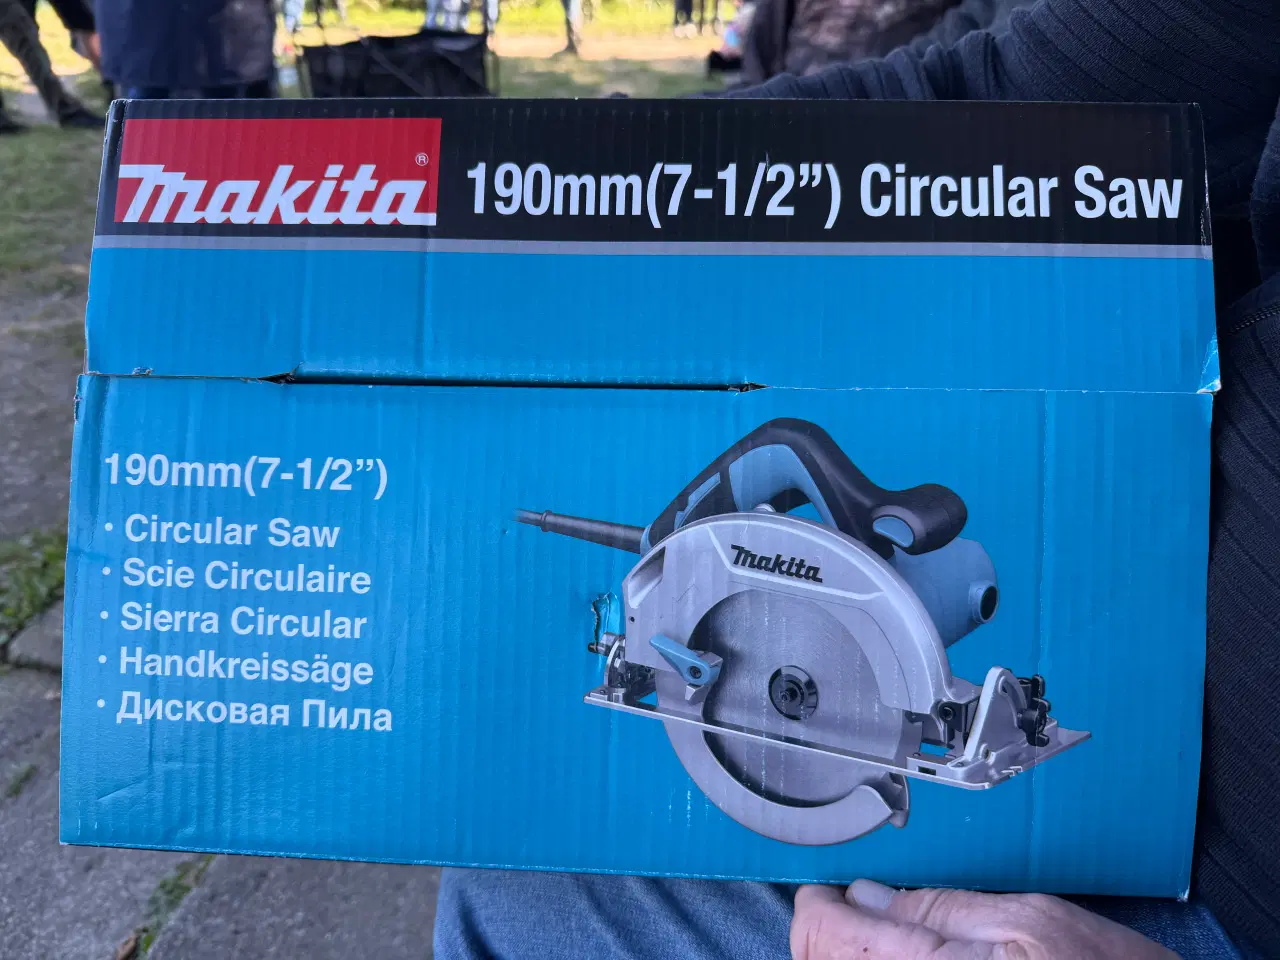 makita®
190mm(7-1/2”) Circular Saw
190mm(7-1/2”)
• Circular Saw
• Scie Circulaire
• Sierra Circular
• Handkreissäge
• Дисковая Пила
makita